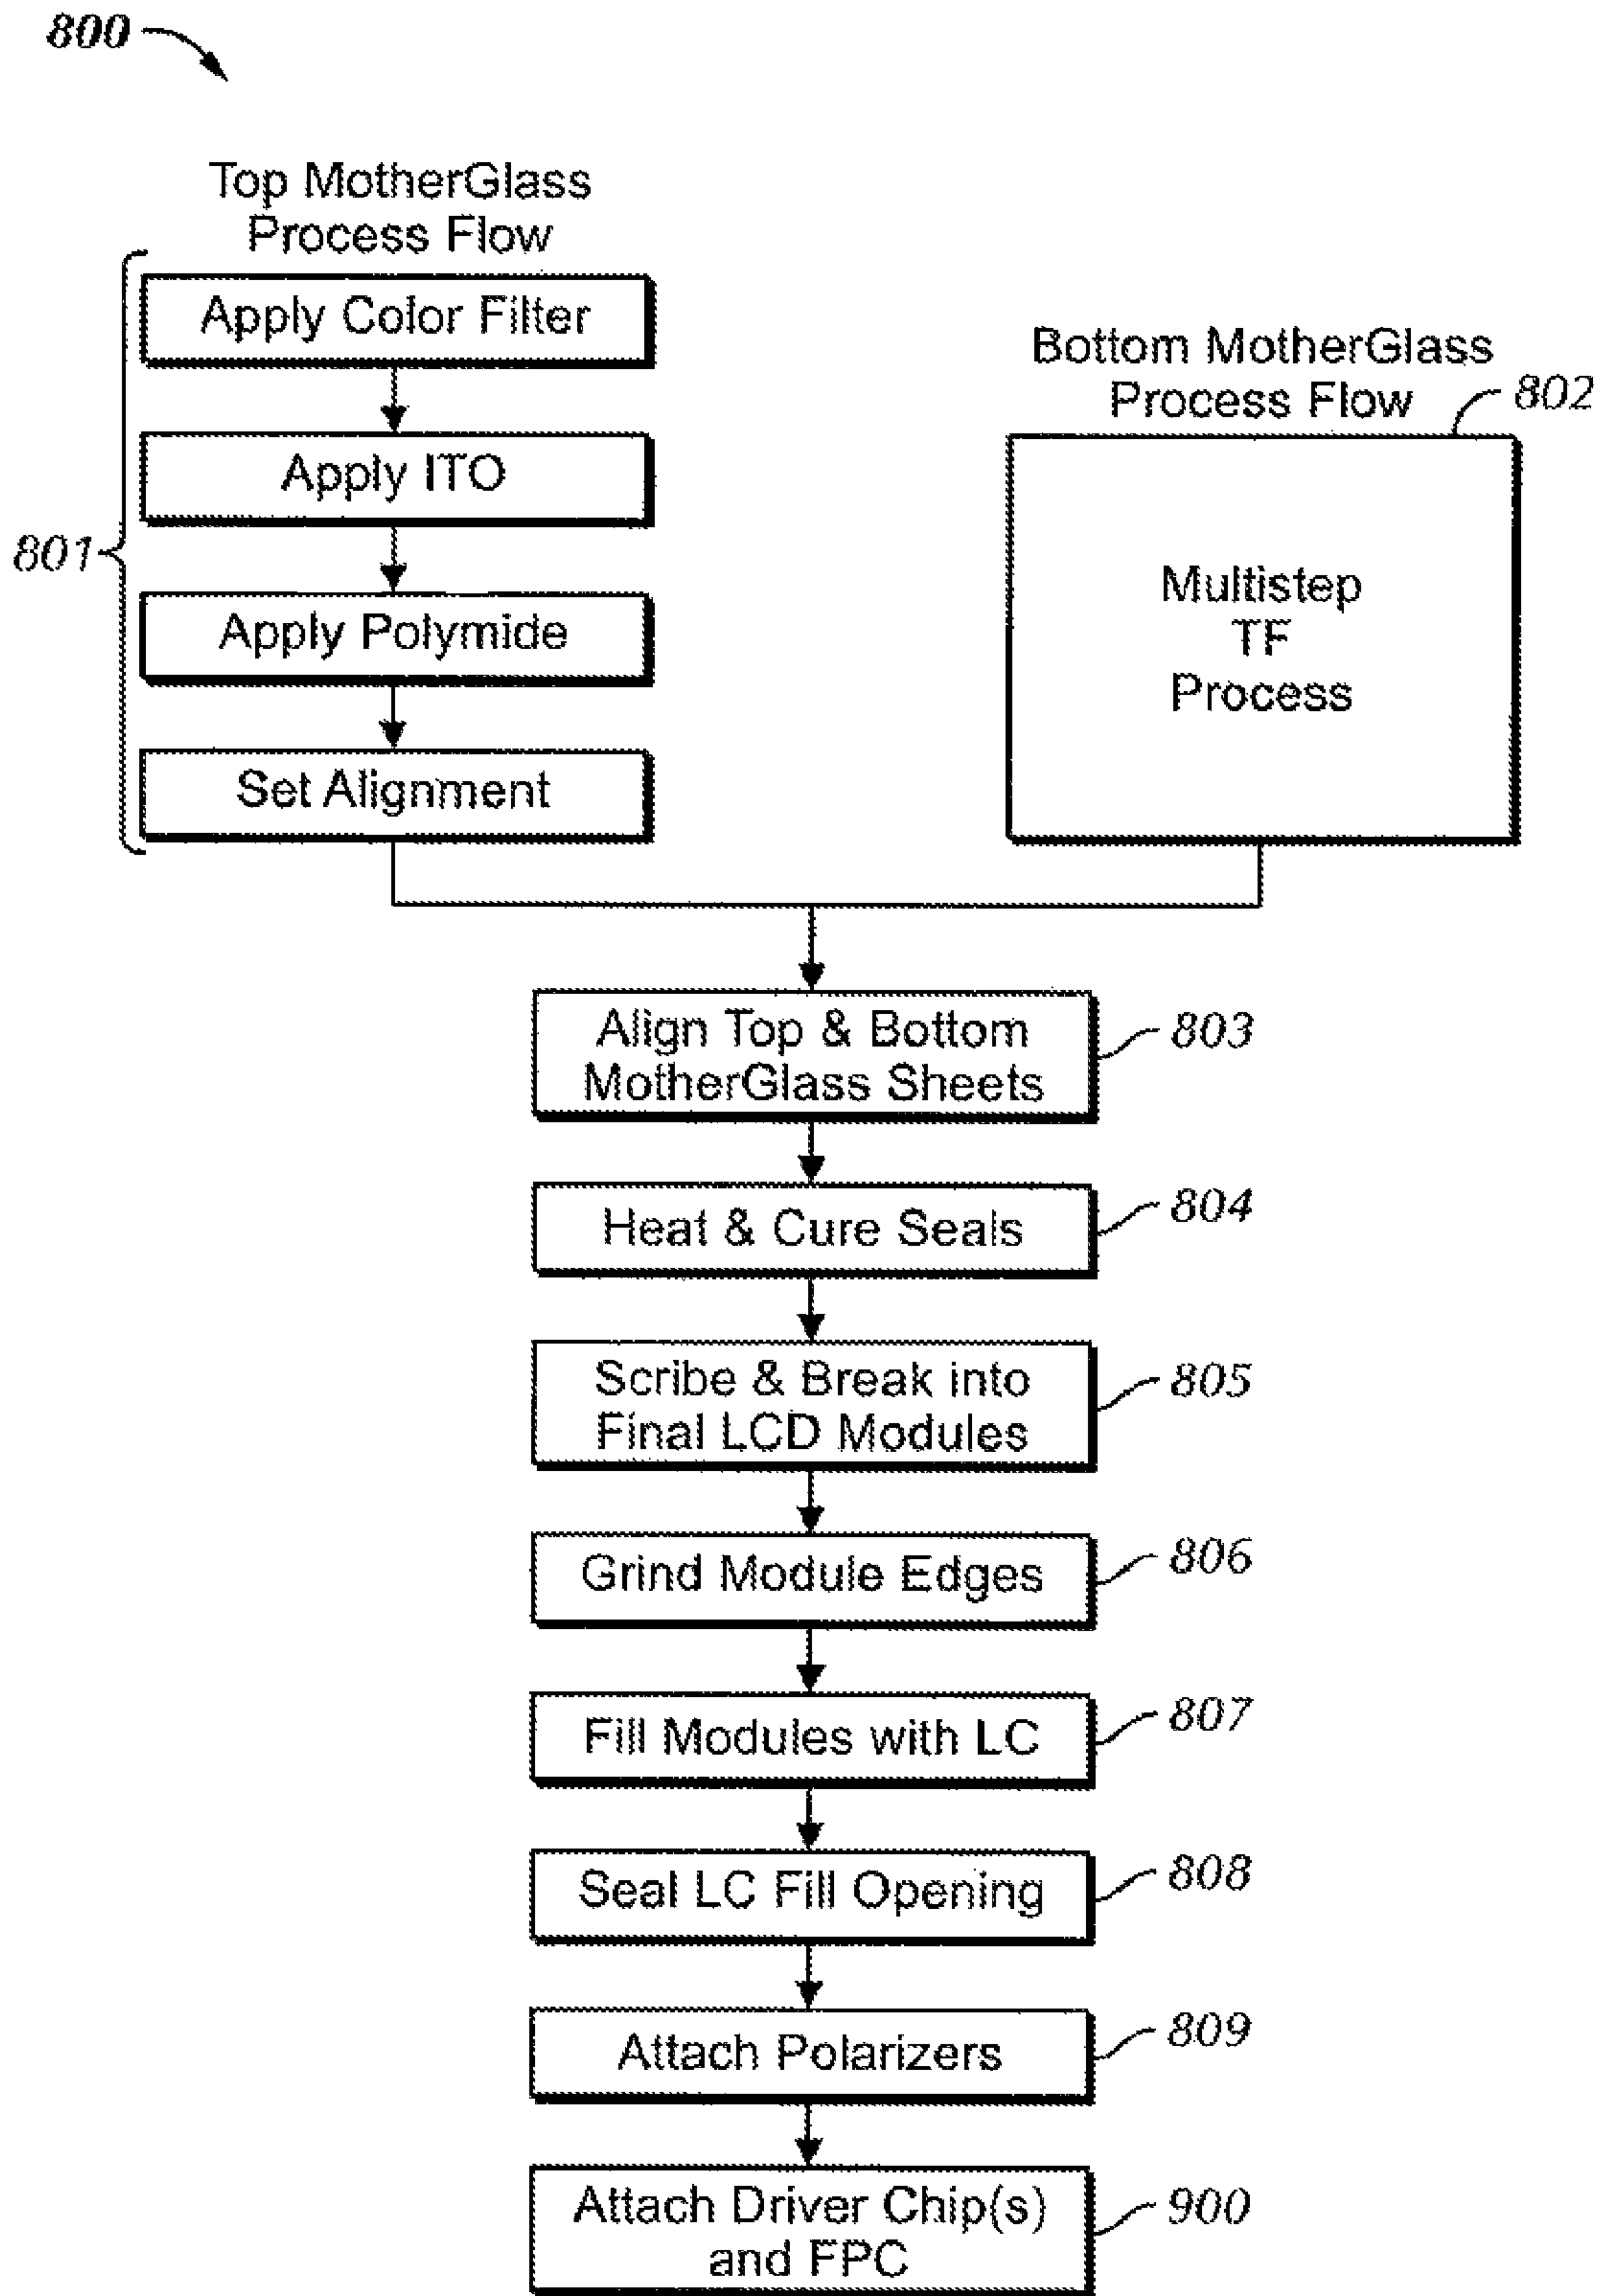 800
Top MotherGlass
Process Flow
801
Apply Color Filter
Apply ITO
Apply Polymide
Set Alignment
Bottom MotherGlass
Process Flow
802
Multistep
TF
Process
Align Top & Bottom
MotherGlass Sheets
803
Heat & Cure Seals
804
Scribe & Break into
Final LCD Modules
805
Grind Module Edges
806
Fill Modules with LC
807
Seal LC Fill Opening
808
Attach Polarizers
809
Attach Driver Chip(s)
and FPC
900